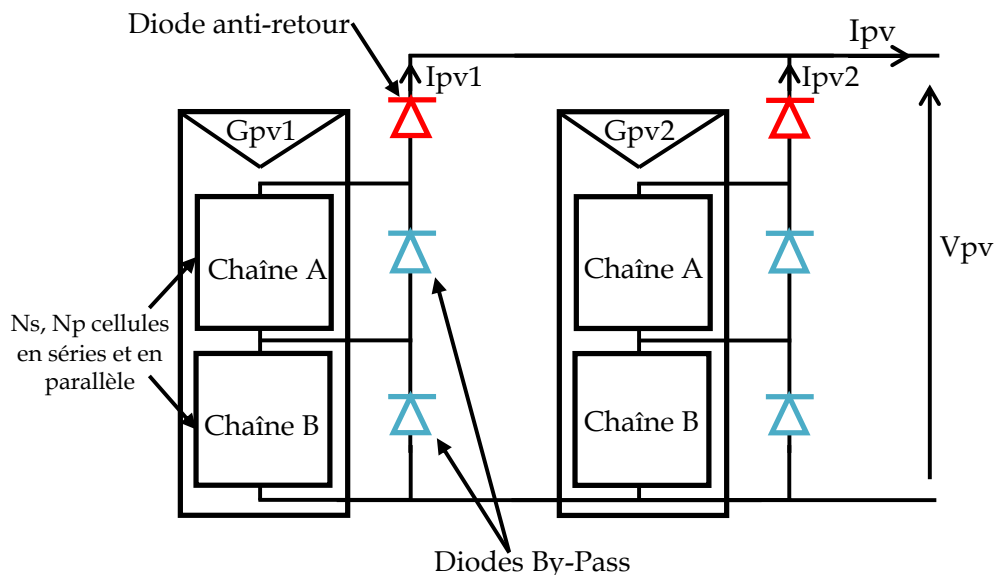 Diode anti-retour
Ipv
Ipv1
Ipv2
Gpv1
Gpv2
Chaîne A
Chaîne A
Vpv
Ns, Np cellules
en séries et en
parallèle
Chaîne B
Chaîne B
Diodes By-Pass